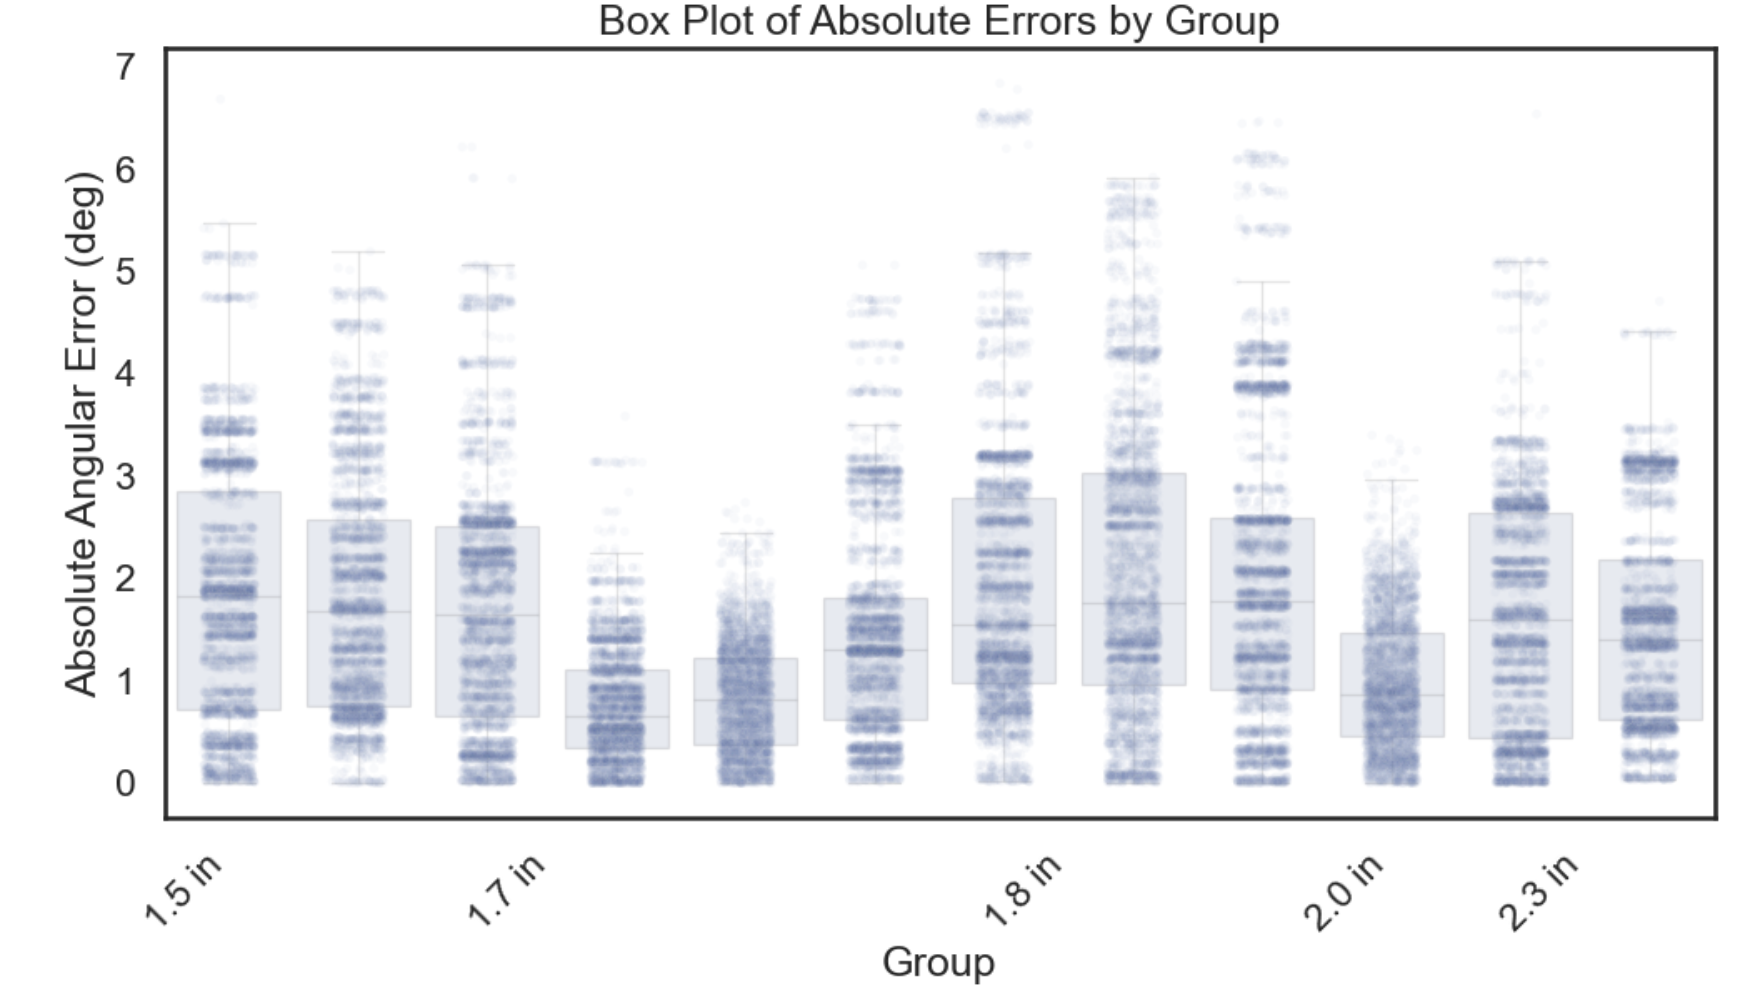 Box Plot of Absolute Errors by Group
Absolute Angular Error (deg)
7
6
5
4
3
2
1
0
1.5 in
1.7 in
1.8 in
2.0 in
2.3 in
Group